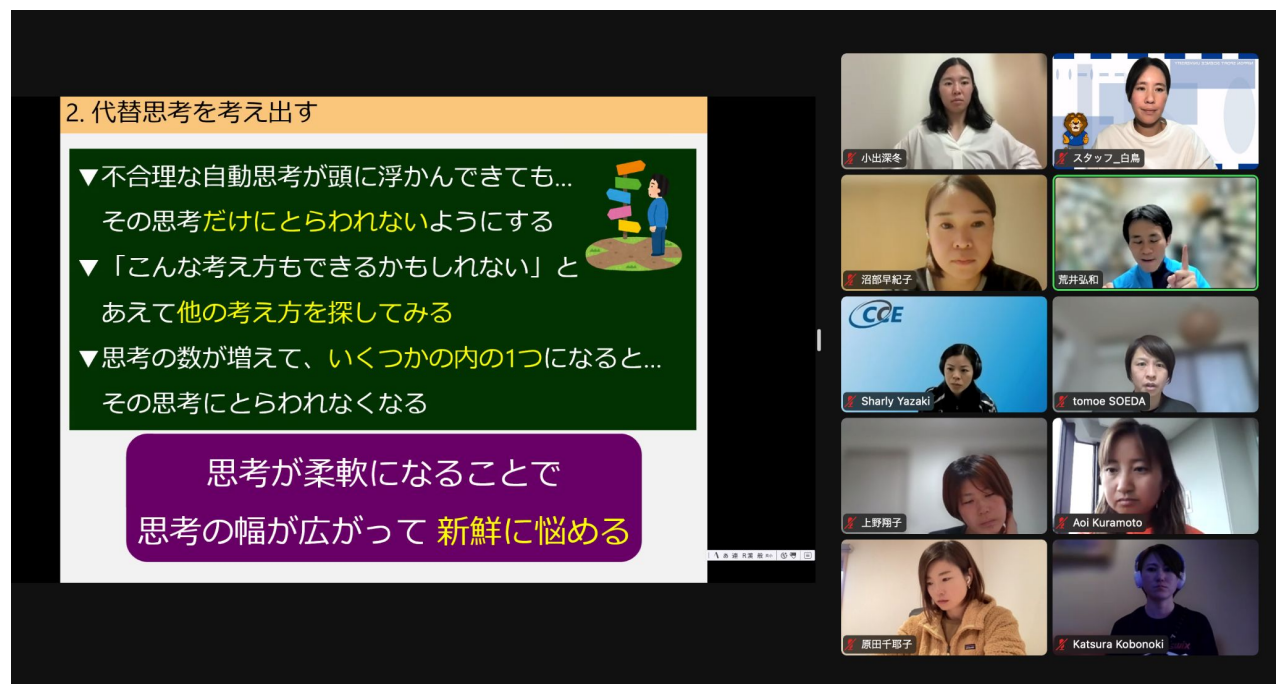 2. 代替思考を考え出す
▼不合理な自動思考が頭に浮かんできても…
その思考だけにとらわれないようにする
▼「こんな考え方もできるかもしれない」と
あえて他の考え方を探してみる
▼思考の数が増えて、いくつかの内の1つになると…
その思考にとらわれなくなる
思考が柔軟になることで
思考の幅が広がって 新鮮に悩める
小出深冬
スタッフ_白鳥
沼部早紀子
荒井弘和
CCE
Sharly Yazaki
tomoe SOEDA
上野翔子
Aoi Kuramoto
原田千耶子
Katsura Kobonoki